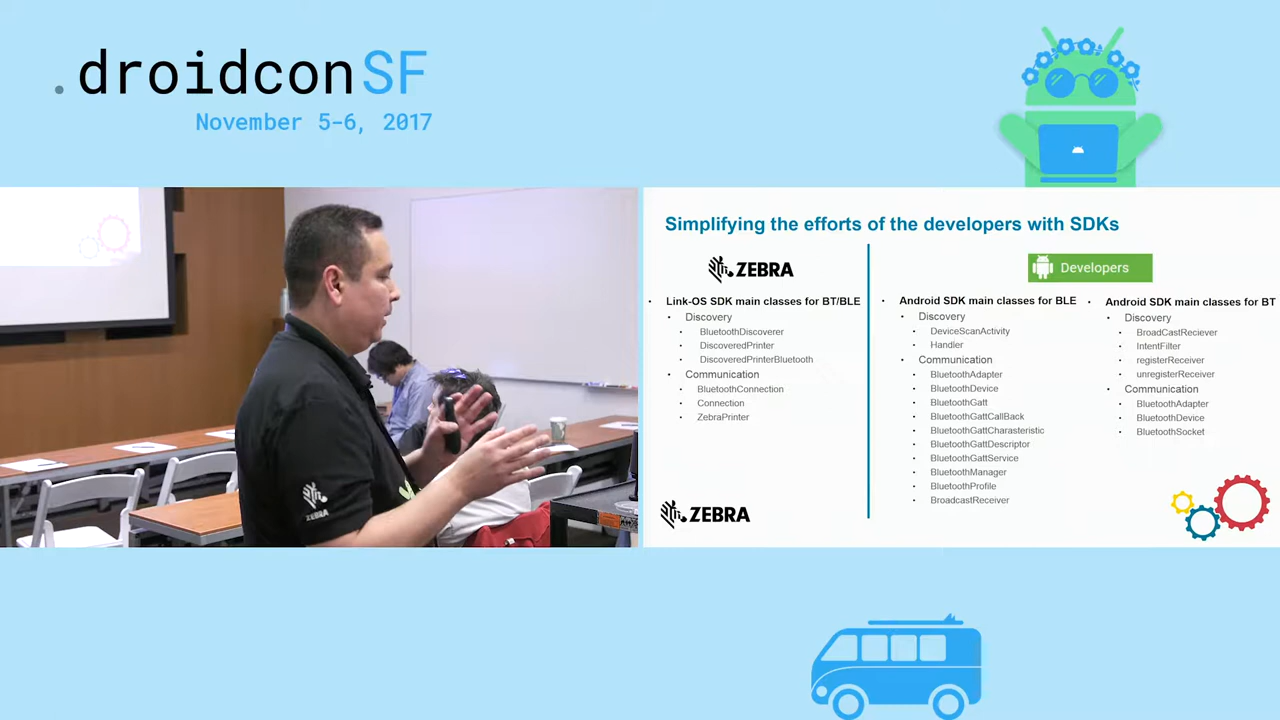 .droidconSF
November 5-6, 2017
ZEBRA
Simplifying the efforts of the developers with SDKs
ZEBRA
Link-OS SDK main classes for BT/BLE
Discovery
BluetoothDiscoverer
DiscoveredPrinter
DiscoveredPrinterBluetooth
Communication
BluetoothConnection
Connection
ZebraPrinter
ZEBRA
Developers
Android SDK main classes for BLE
Discovery
DeviceScanActivity
Handler
Communication
BluetoothAdapter
BluetoothDevice
BluetoothGatt
BluetoothGattCallBack
BluetoothGattCharasteristic
BluetoothGattDescriptor
BluetoothGattService
BluetoothManager
BluetoothProfile
BroadcastReceiver
Android SDK main classes for BT
Discovery
BroadCastReciever
IntentFilter
registerReceiver
unregisterReceiver
Communication
BluetoothAdapter
BluetoothDevice
BluetoothSocket